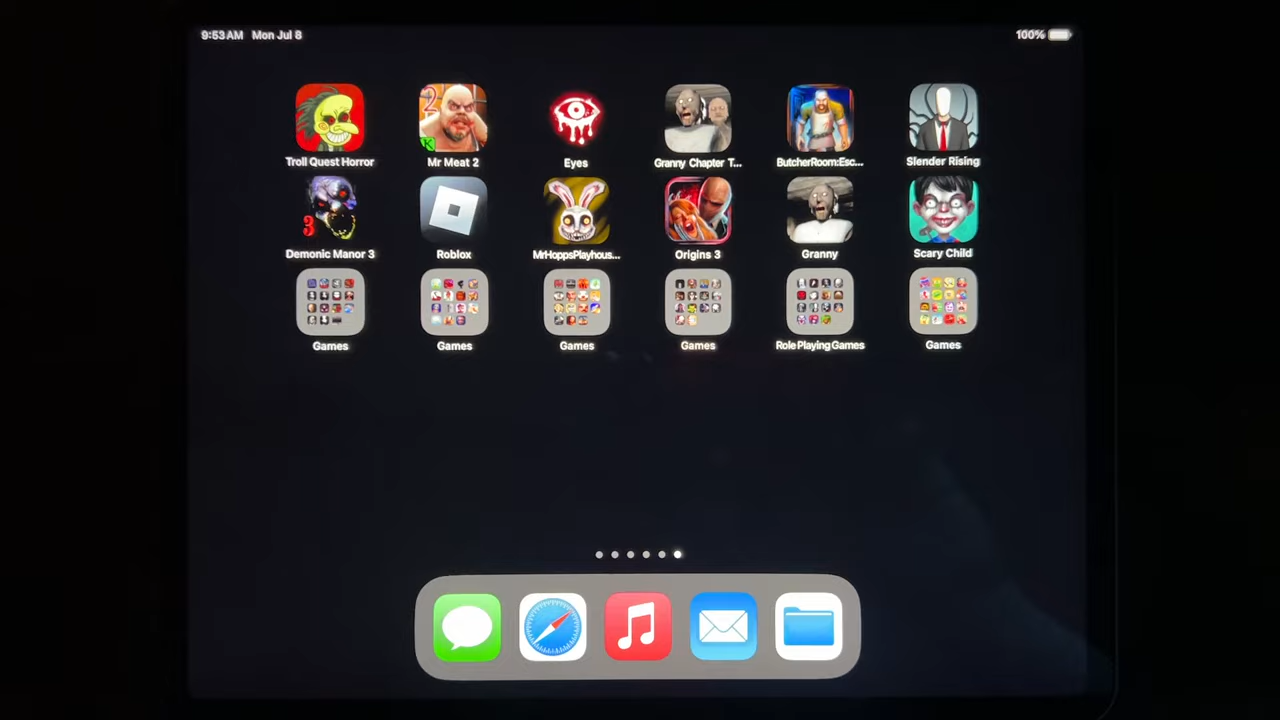 9:53 AM Mon Jul 8 100%
Troll Quest Horror Mr Meat 2 Eyes Granny Chapter T... ButcherRoom:Esc... Slender Rising
2 K
3
Demonic Manor 3 Roblox MrHoppsPlayhous... Origins 3 Granny Scary Child
Games Games Games Games Role Playing Games Games